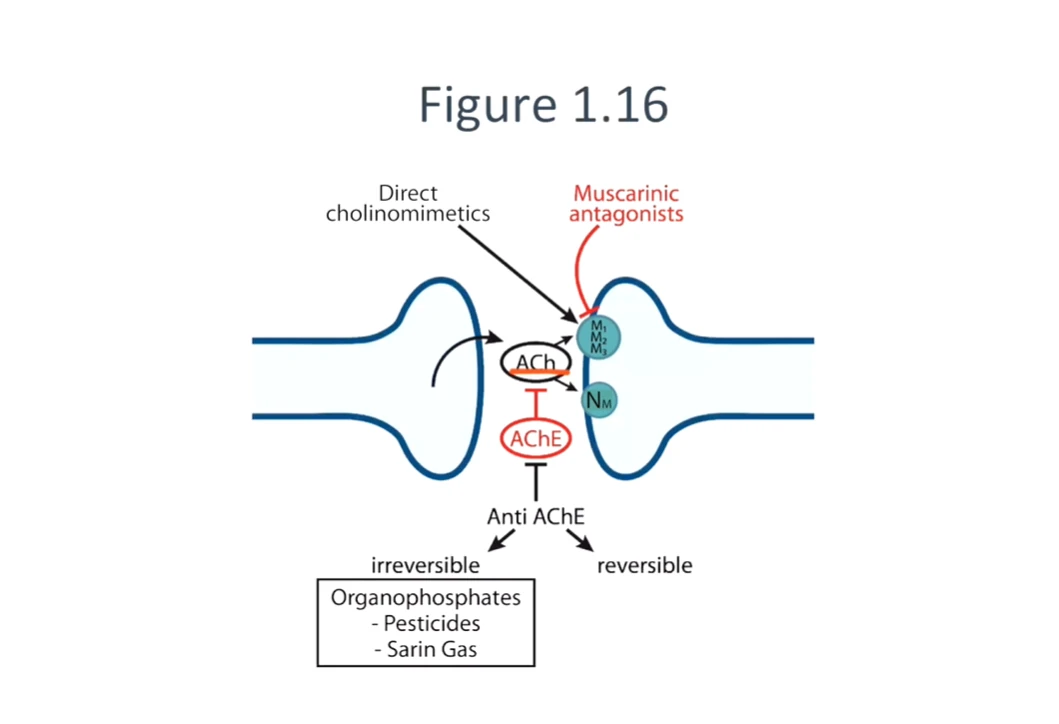 Figure 1.16
Direct
cholinomimetics
Muscarinic
antagonists
M₁
M₂
M₃
ACh
Nᴍ
AChE
Anti AChE
irreversible
reversible
Organophosphates
- Pesticides
- Sarin Gas